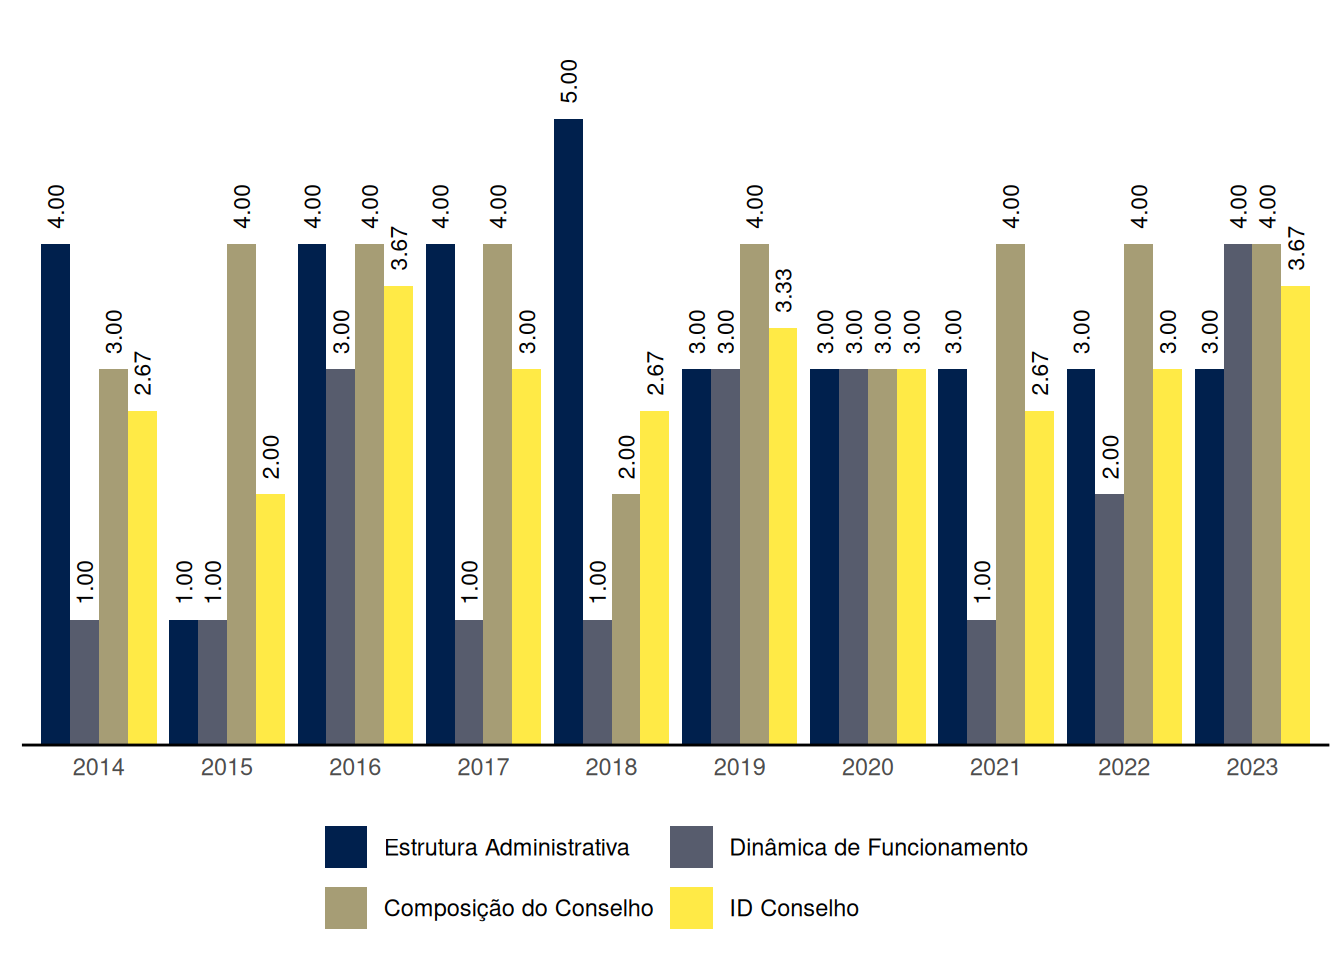 4.00 1.00 3.00 2.67 1.00 1.00 4.00 2.00 4.00 3.00 4.00 3.67 4.00 1.00 4.00 3.00 5.00 1.00 2.00 2.67 3.00 3.00 4.00 3.33 3.00 3.00 3.00 3.00 3.00 1.00 4.00 2.67 3.00 2.00 4.00 3.00 3.00 4.00 4.00 3.67
2014 2015 2016 2017 2018 2019 2020 2021 2022 2023
Estrutura Administrativa Dinâmica de Funcionamento
Composição do Conselho ID Conselho